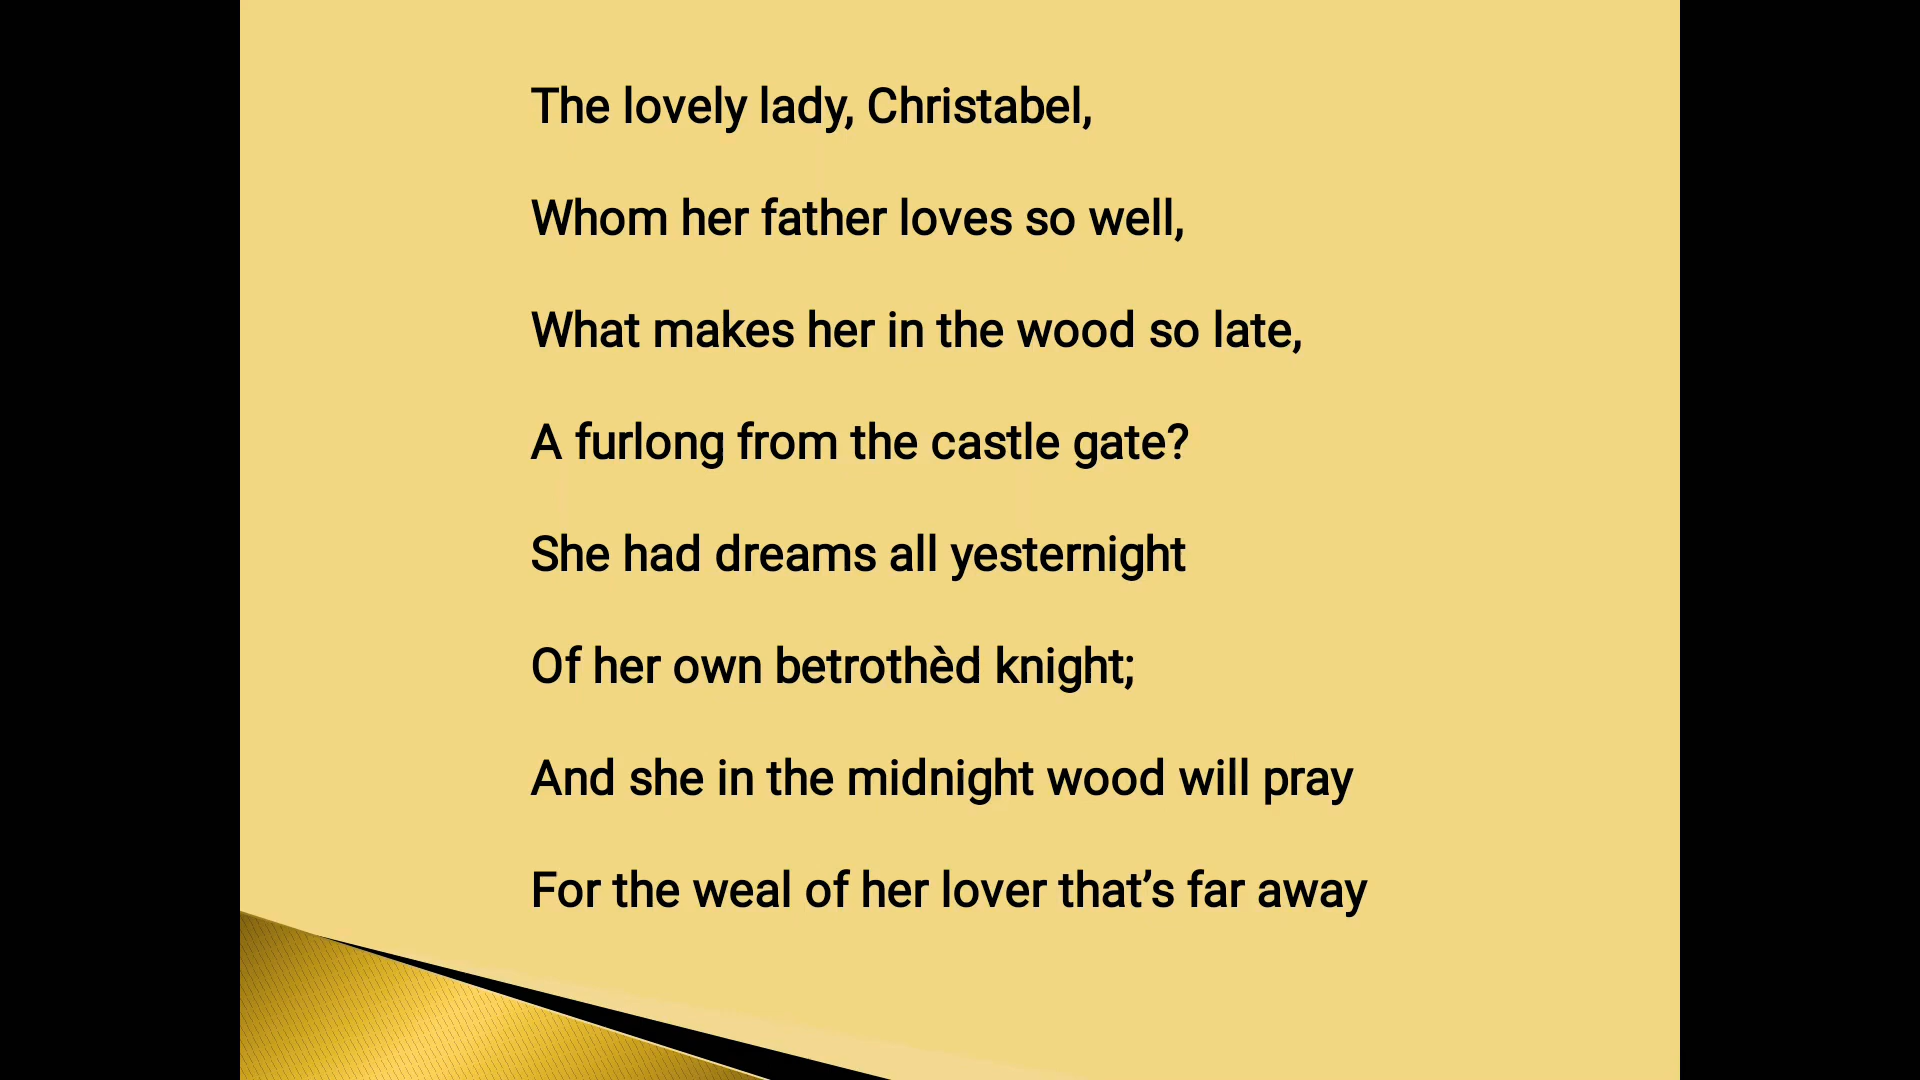 The lovely lady, Christabel,
Whom her father loves so well,
What makes her in the wood so late,
A furlong from the castle gate?
She had dreams all yesternight
Of her own betrothèd knight;
And she in the midnight wood will pray
For the weal of her lover that’s far away